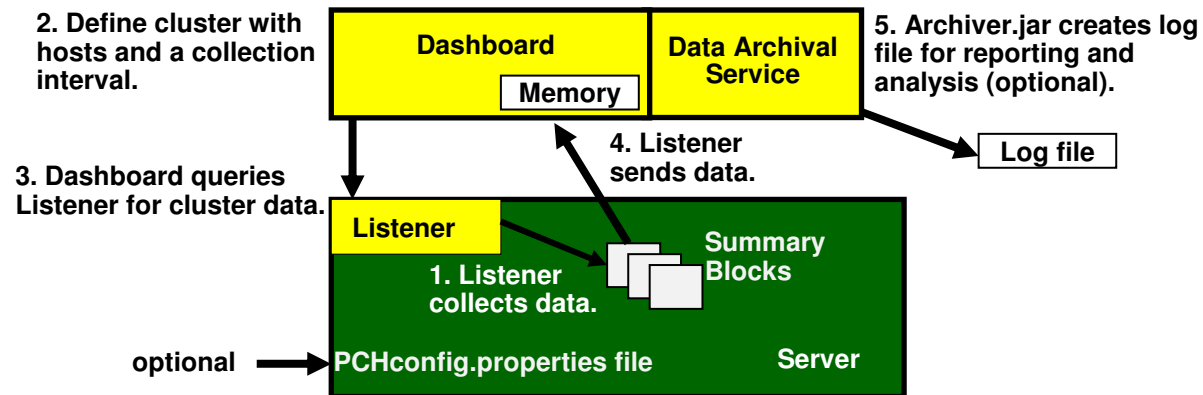 2. Define cluster with
hosts and a collection
interval.
Dashboard
Memory
Data Archival
Service
5. Archiver.jar creates log
file for reporting and
analysis (optional).
Log file
4. Listener
sends data.
3. Dashboard queries
Listener for cluster data.
Listener
Summary
Blocks
1. Listener
collects data.
optional
PCHconfig.properties file
Server